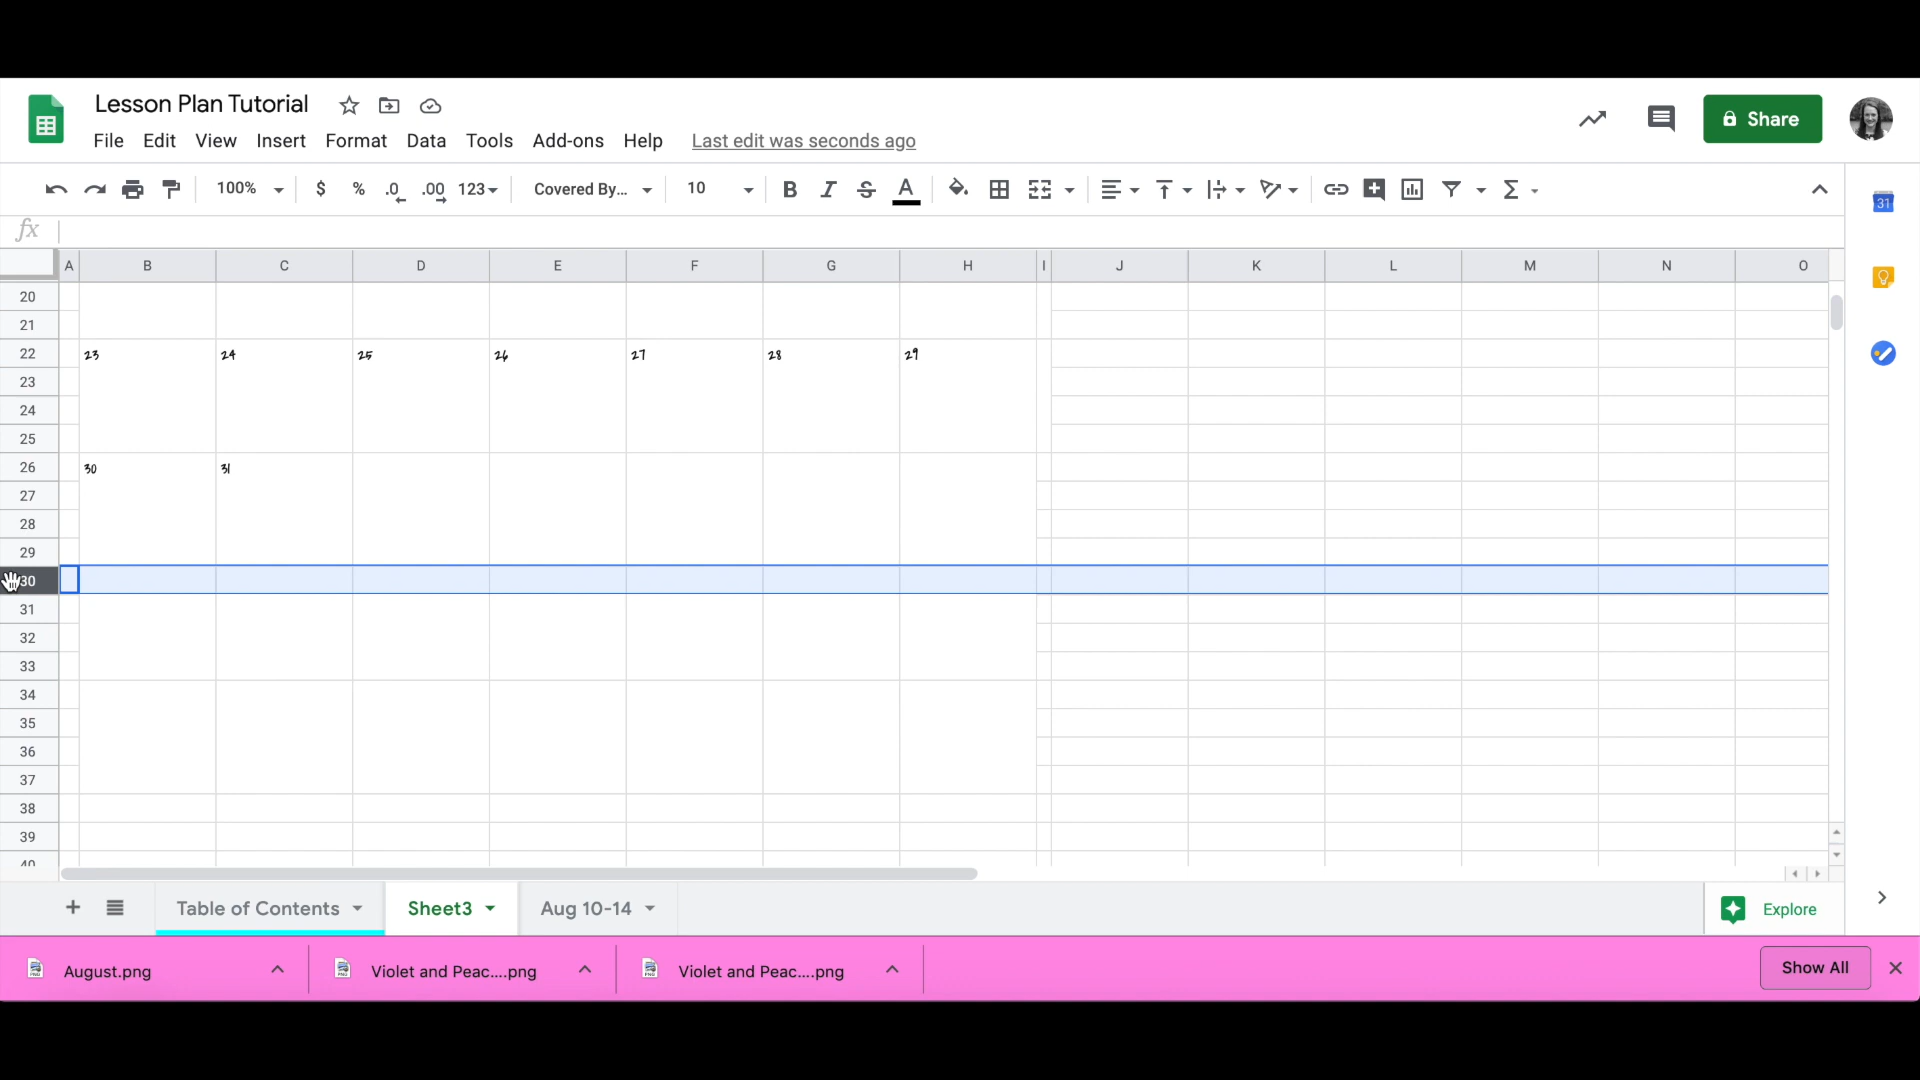 Lesson Plan Tutorial
File Edit View Insert Format Data Tools Add-ons Help Last edit was seconds ago
Share
100% $ % .0 .00 123 Covered By... 10 B I S A
31
fx
A B C D E F G H I J K L M N O
20
21
22 23 24 25 26 27 28 29
23
24
25
26 30 31
27
28
29
30
31
32
33
34
35
36
37
38
39
40
Table of Contents Sheet3 Aug 10-14 Explore
August.png Violet and Peac....png Violet and Peac....png Show All